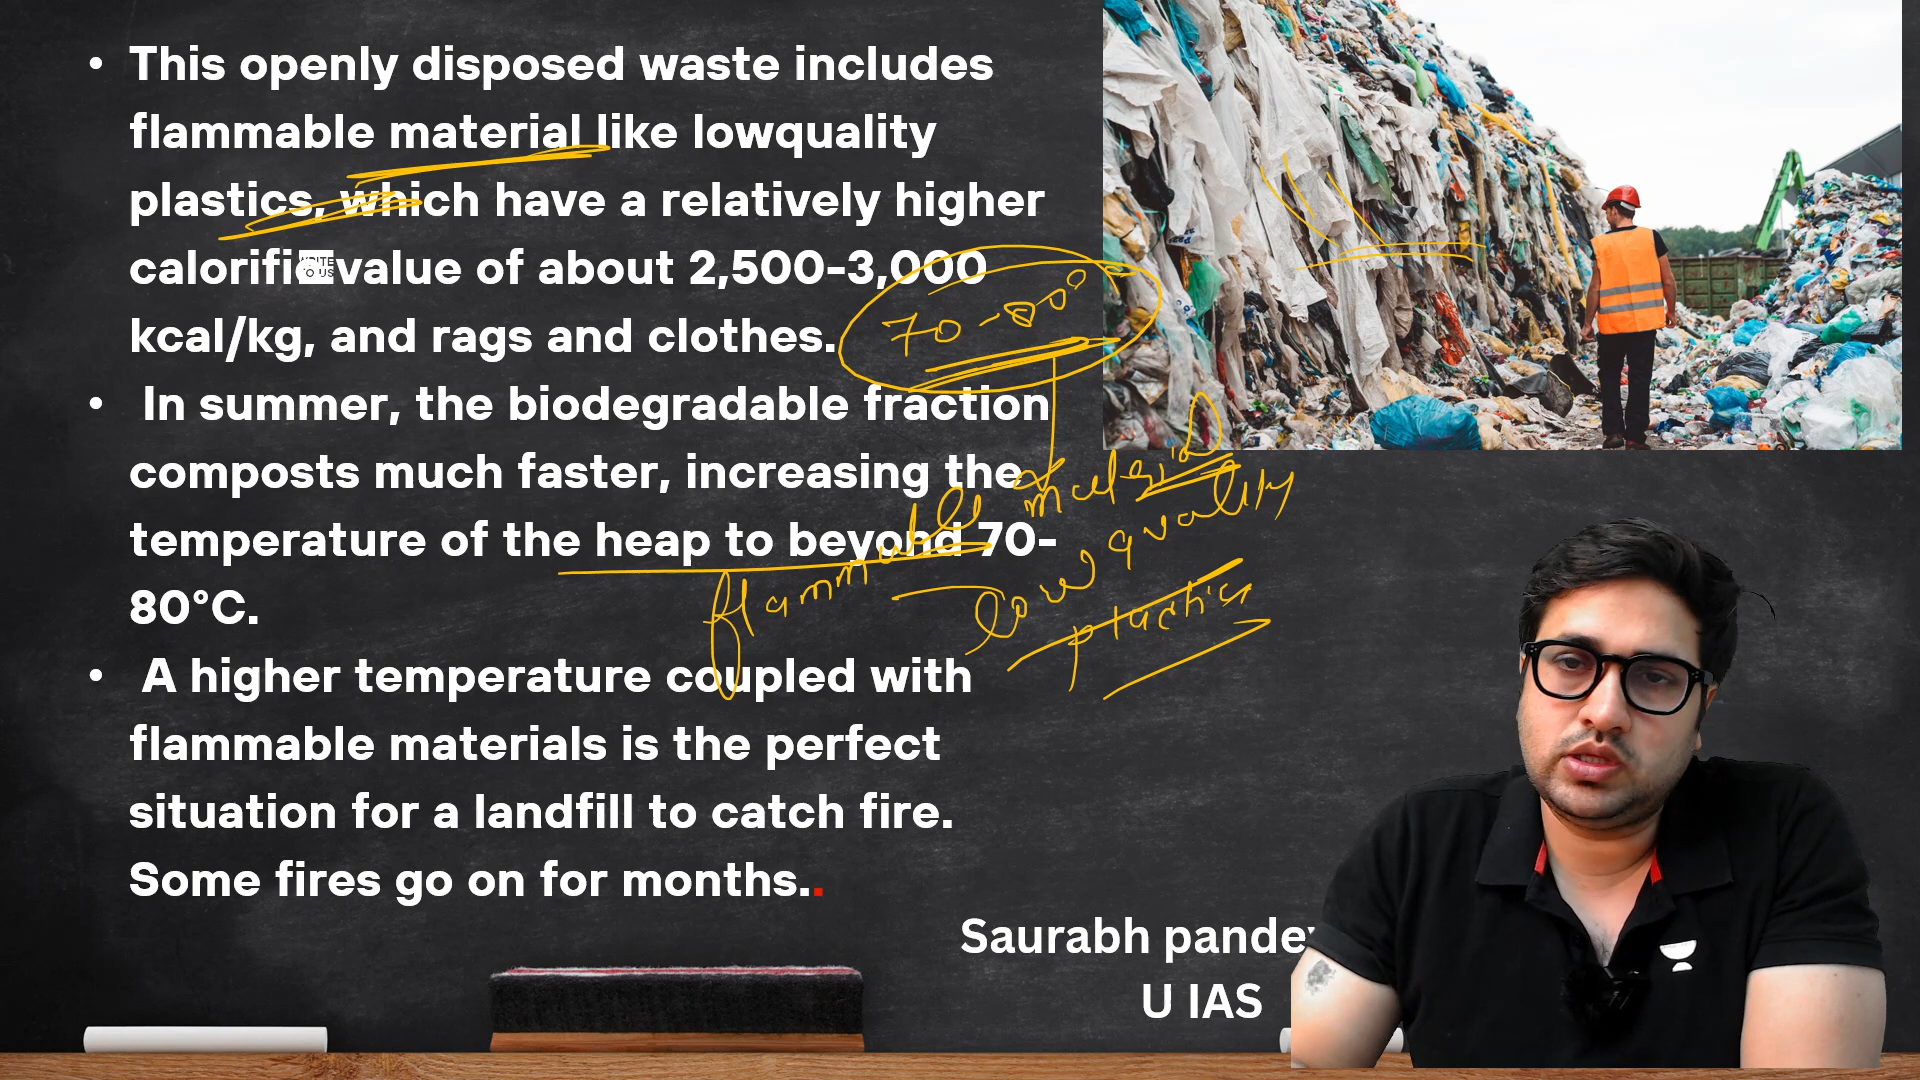 • This openly disposed waste includes
flammable material like lowquality
plastics, which have a relatively higher
calorific value of about 2,500-3,000
kcal/kg, and rags and clothes.
70-80°
• In summer, the biodegradable fraction
composts much faster, increasing the
temperature of the heap to beyond 70-
80°C.
flammable material
low quality
plastics
• A higher temperature coupled with
flammable materials is the perfect
situation for a landfill to catch fire.
Some fires go on for months..
Saurabh pandey
U IAS